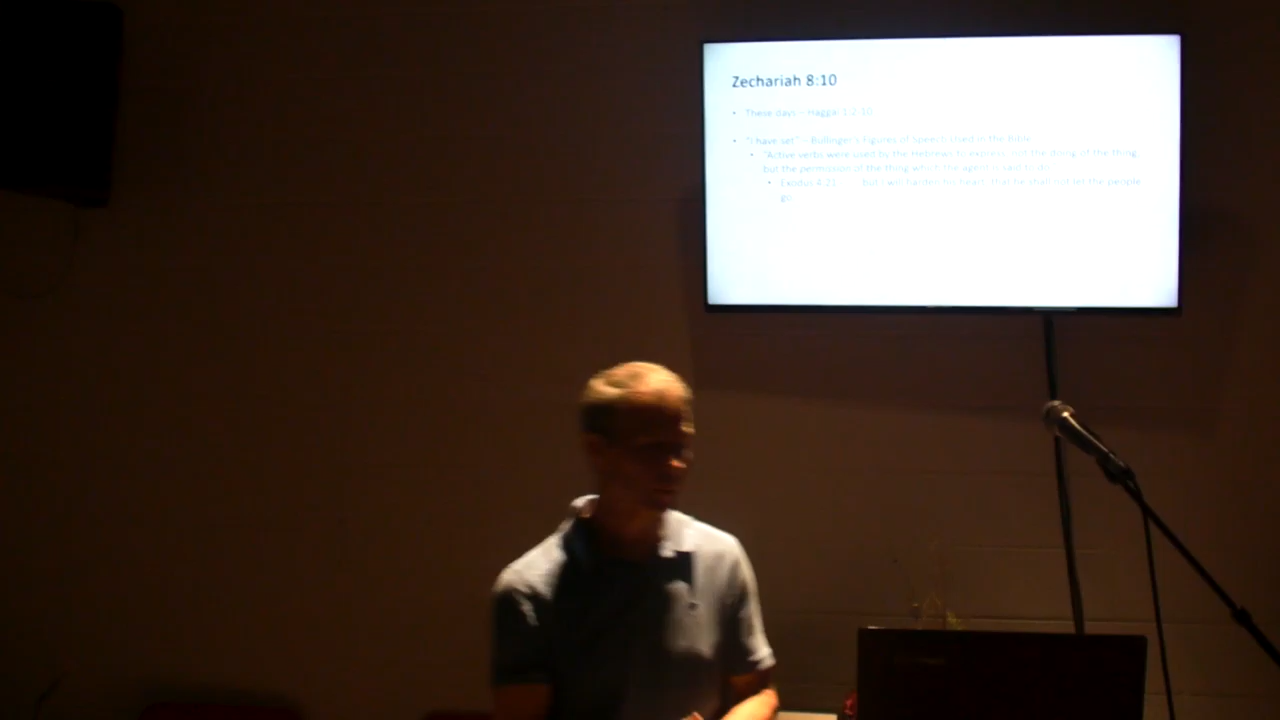 Zechariah 8:10
• These days – Haggai 1:2-10
• "I have set" – Bullinger's Figures of Speech Used in the Bible
• "Active verbs were used by the Hebrews to express, not the doing of the thing,
but the permission of the thing which the agent is said to do"
• Exodus 4:21 but I will harden his heart, that he shall not let the people
go.